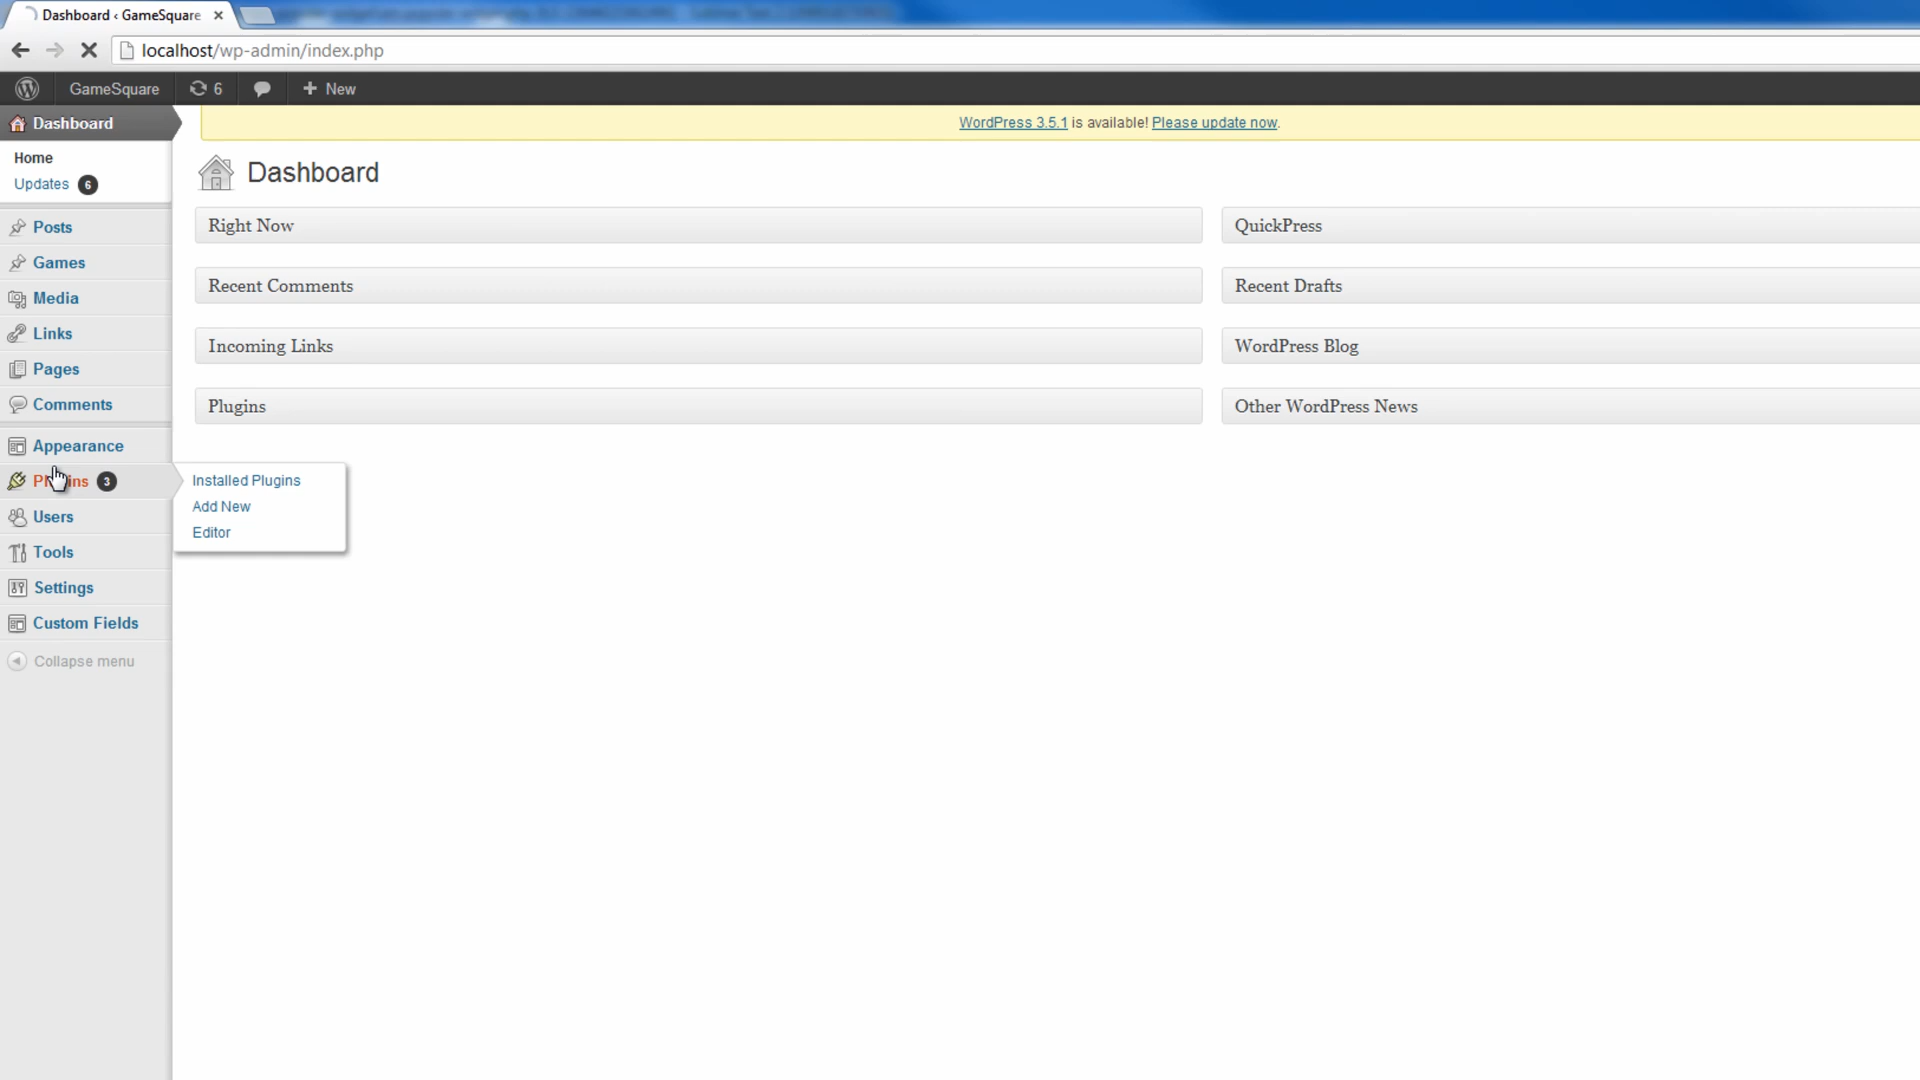 Dashboard ‹ GameSquare
localhost/wp-admin/index.php
GameSquare 6 + New
Dashboard
WordPress 3.5.1 is available! Please update now.
Home
Updates 6
Dashboard
Posts
Games
Media
Links
Pages
Comments
Appearance
Plugins 3
Users
Tools
Settings
Custom Fields
Collapse menu
Installed Plugins
Add New
Editor
Right Now
Recent Comments
Incoming Links
Plugins
QuickPress
Recent Drafts
WordPress Blog
Other WordPress News